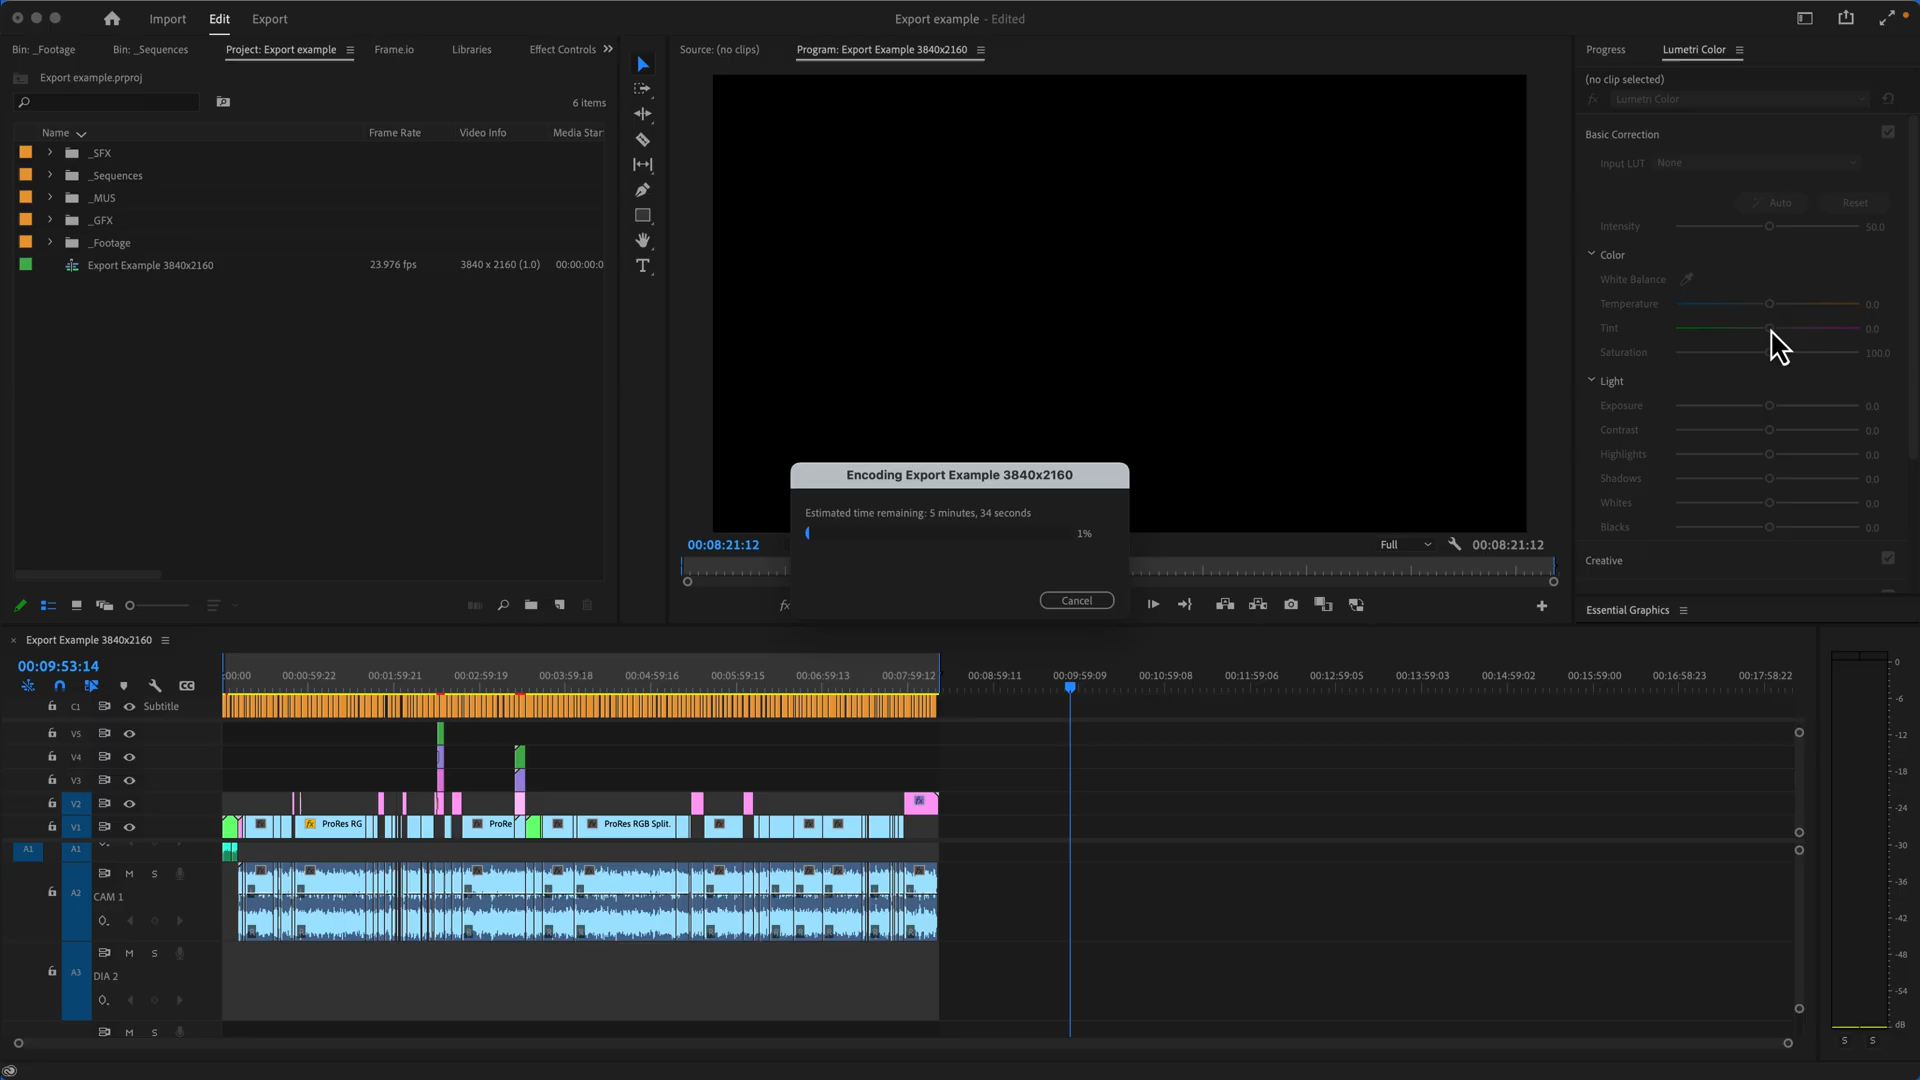 Import
Edit
Export
Export example - Edited
Bin: _Footage
Bin: _Sequences
Project: Export example
Frame.io
Libraries
Effect Controls
Source: (no clips)
Program: Export Example 3840x2160
Progress
Lumetri Color
Export example.prproj
(no clip selected)
fx
Lumetri Color
6 items
Name
Frame Rate
Video Info
Media Star
Basic Correction
_SFX
Input LUT
None
_Sequences
_MUS
Auto
Reset
_GFX
Intensity
50.0
_Footage
Color
Export Example 3840x2160
23.976 fps
3840 x 2160 (1.0)
00:00:00:0
White Balance
Temperature
0.0
Tint
0.0
Saturation
100.0
Light
Exposure
0.0
Contrast
0.0
Highlights
0.0
Shadows
0.0
Whites
0.0
Blacks
0.0
Creative
Encoding Export Example 3840x2160
Estimated time remaining: 5 minutes, 34 seconds
1%
Cancel
00:08:21:12
Full
00:08:21:12
fx
Essential Graphics
Export Example 3840x2160
00:09:53:14
:00:00
00:00:59:22
00:01:59:21
00:02:59:19
00:03:59:18
00:04:59:16
00:05:59:15
00:06:59:13
00:07:59:12
00:08:59:11
00:09:59:09
00:10:59:08
00:11:59:06
00:12:59:05
00:13:59:03
00:14:59:02
00:15:59:00
00:16:58:23
00:17:58:22
CC
C1
Subtitle
V5
V4
V3
V2
V1
ProRes RG
ProRe
ProRes RGB Split.
A1
A1
M
S
A2
CAM 1
M
S
A3
DIA 2
M
S
0
-6
-12
-18
-24
-30
-36
-42
-48
-54
dB
S
S